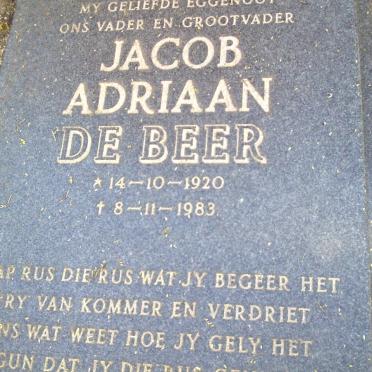 MY GELIEFDE EGGENOOT
ONS VADER EN GROOTVADER
JACOB
ADRIAAN
DE BEER
* 14-10-1920
† 8-11-1983
RUS DIE RUS WAT JY BEGEER HET
VAN KOMMER EN VERDRIET
WAT WEET HOE JY GELY HET
DAT JY DIE RUS